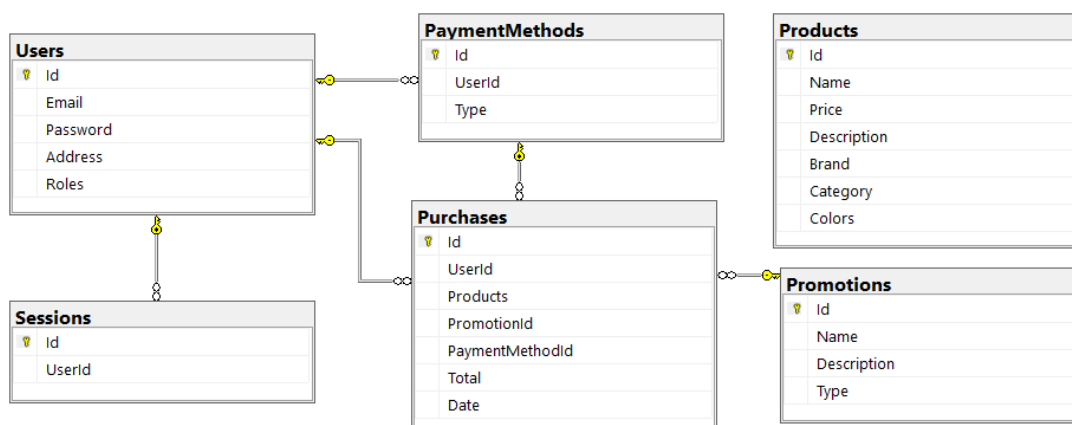 Users
Id
Email
Password
Address
Roles
PaymentMethods
Id
UserId
Type
Products
Id
Name
Price
Description
Brand
Category
Colors
Sessions
Id
UserId
Purchases
Id
UserId
Products
PromotionId
PaymentMethodId
Total
Date
Promotions
Id
Name
Description
Type